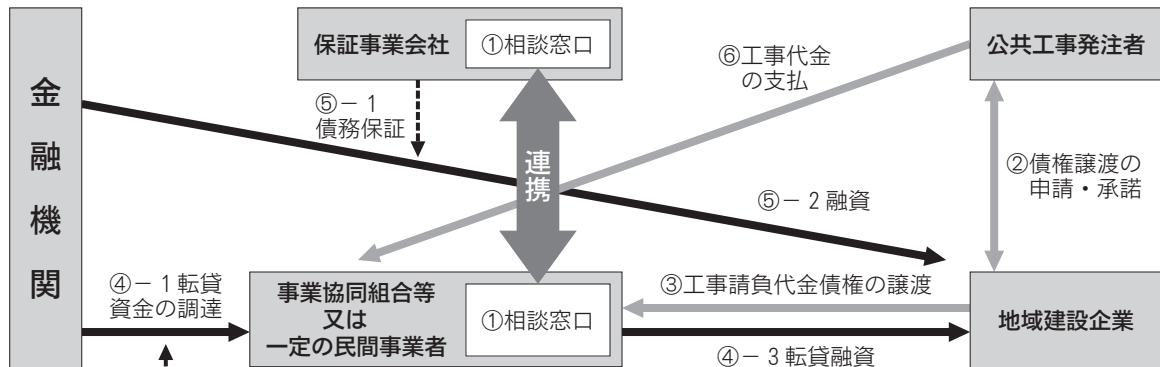 金融機関
保証事業会社
①相談窓口
公共工事発注者
⑥工事代金
の支払
⑤－1
債務保証
連携
②債権譲渡の
申請・承諾
⑤－2融資
④－1転貸
資金の調達
事業協同組合等
又は
一定の民間事業者
①相談窓口
③工事請負代金債権の譲渡
地域建設企業
④－3転貸融資